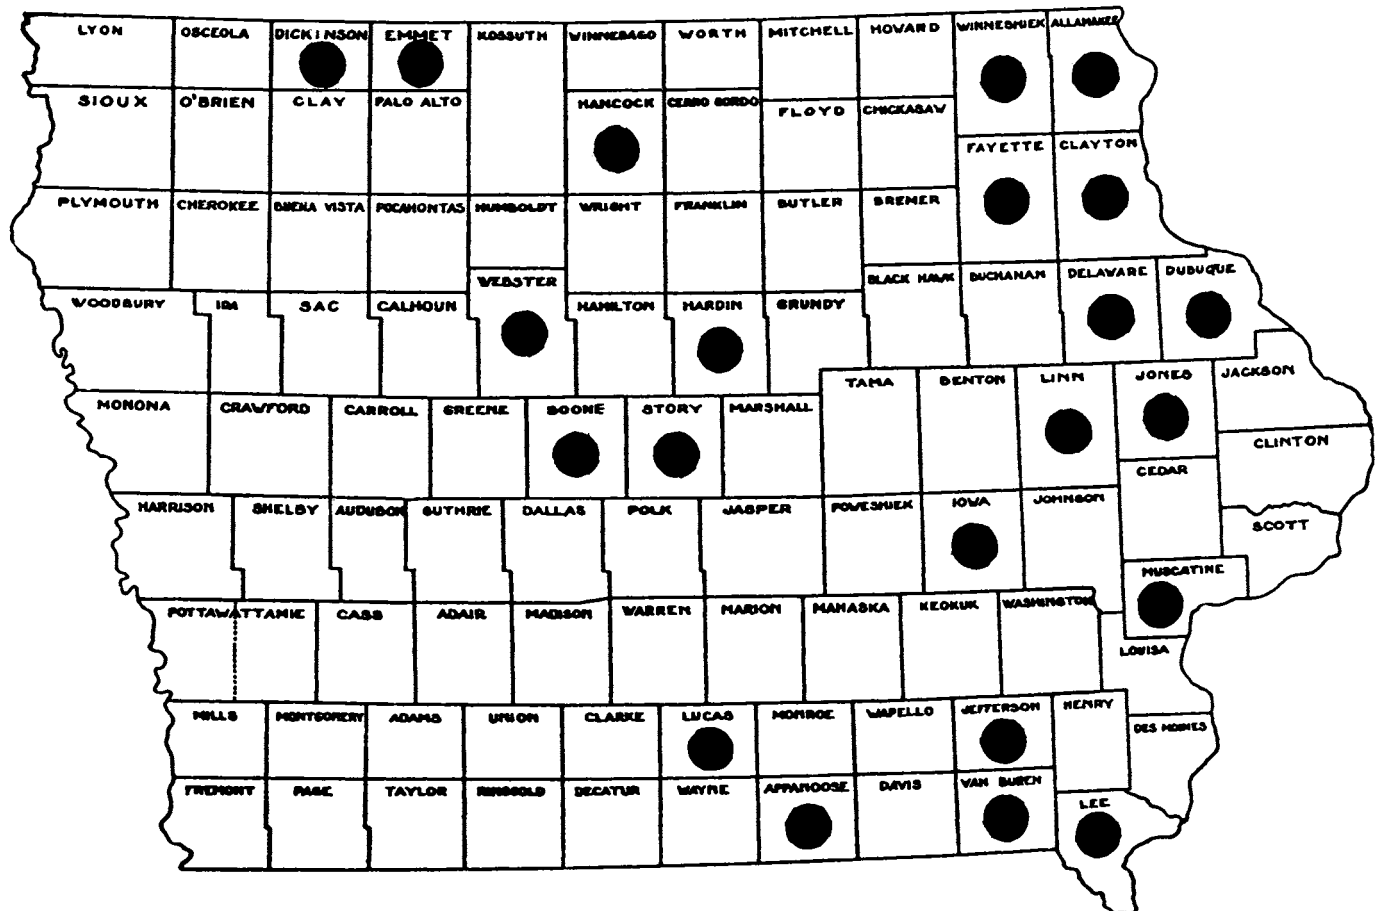 LYON OSCEOLA DICKINSON EMMET KOSSUTH WINNEBAGO WORTH MITCHELL HOWARD WINNESHIEK ALLAMAKEE
SIOUX O'BRIEN CLAY PALO ALTO HANCOCK CERRO GORDO FLOYD CHICKASAW
FAYETTE CLAYTON
PLYMOUTH CHEROKEE BUENA VISTA POCAHONTAS HUMBOLDT WRIGHT FRANKLIN BUTLER BREMER
WEBSTER BLACK HAWK BUCHANAN DELAWARE DUBUQUE
WOODBURY IDA SAC CALHOUN HAMILTON HARDIN GRUNDY
TAMA BENTON LINN JONES JACKSON
MONONA CRAWFORD CARROLL GREENE BOONE STORY MARSHALL
CLINTON
CEDAR
HARRISON SHELBY AUDUBON GUTHRIE DALLAS POLK JASPER POWESHIEK IOWA JOHNSON
SCOTT
MUSCATINE
POTTAWATTAMIE CASS ADAIR MADISON WARREN MARION MAHASKA KEOKUK WASHINGTON
LOUISA
MILLS MONTGOMERY ADAMS UNION CLARKE LUCAS MONROE WAPELLO JEFFERSON HENRY
DES MOINES
FREMONT PAGE TAYLOR RINGGOLD DECATUR WAYNE APPANOOSE DAVIS VAN BUREN
LEE